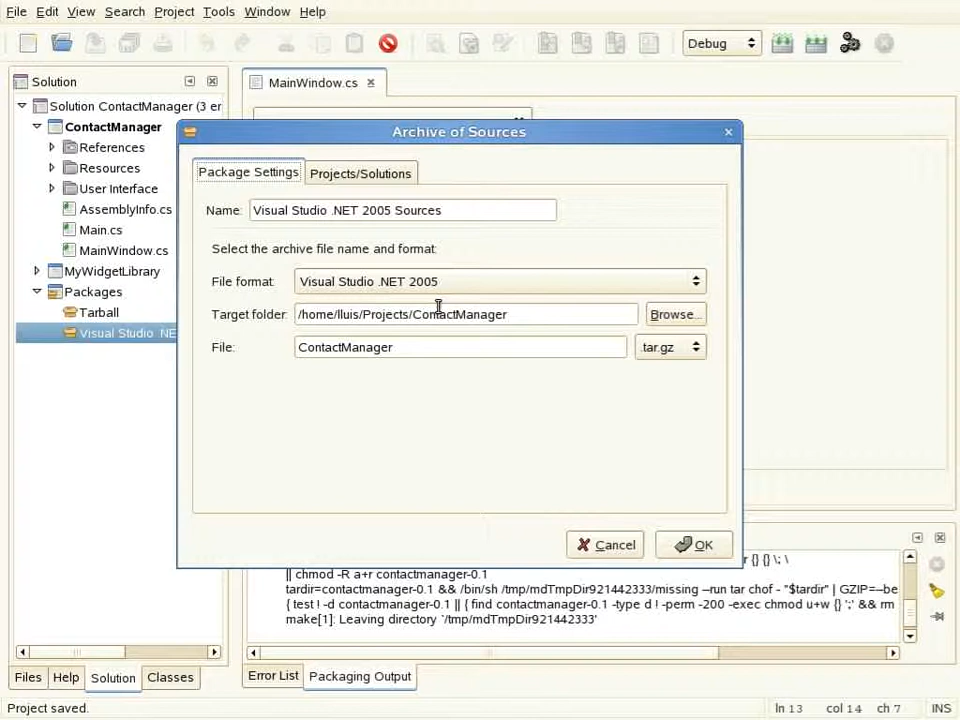 File Edit View Search Project Tools Window Help
Debug
Solution
MainWindow.cs
Solution ContactManager (3 er
ContactManager
References
Resources
User Interface
AssemblyInfo.cs
Main.cs
MainWindow.cs
MyWidgetLibrary
Packages
Tarball
Visual Studio .NE
Archive of Sources
Package Settings
Projects/Solutions
Name: Visual Studio .NET 2005 Sources
Select the archive file name and format:
File format: Visual Studio .NET 2005
Target folder: /home/lluis/Projects/ContactManager Browse...
File: ContactManager .tar.gz
Cancel OK
r {} {} \; \
|| chmod -R a+r contactmanager-0.1
tardir=contactmanager-0.1 && /bin/sh /tmp/mdTmpDir921442333/missing --run tar chof - "$tardir" | GZIP=--be
{ test ! -d contactmanager-0.1 || { find contactmanager-0.1 -type d ! -perm -200 -exec chmod u+w {} ';' && rm
make[1]: Leaving directory `/tmp/mdTmpDir921442333'
Files Help Solution Classes
Error List Packaging Output
Project saved.
ln 13 col 14 ch 7 INS